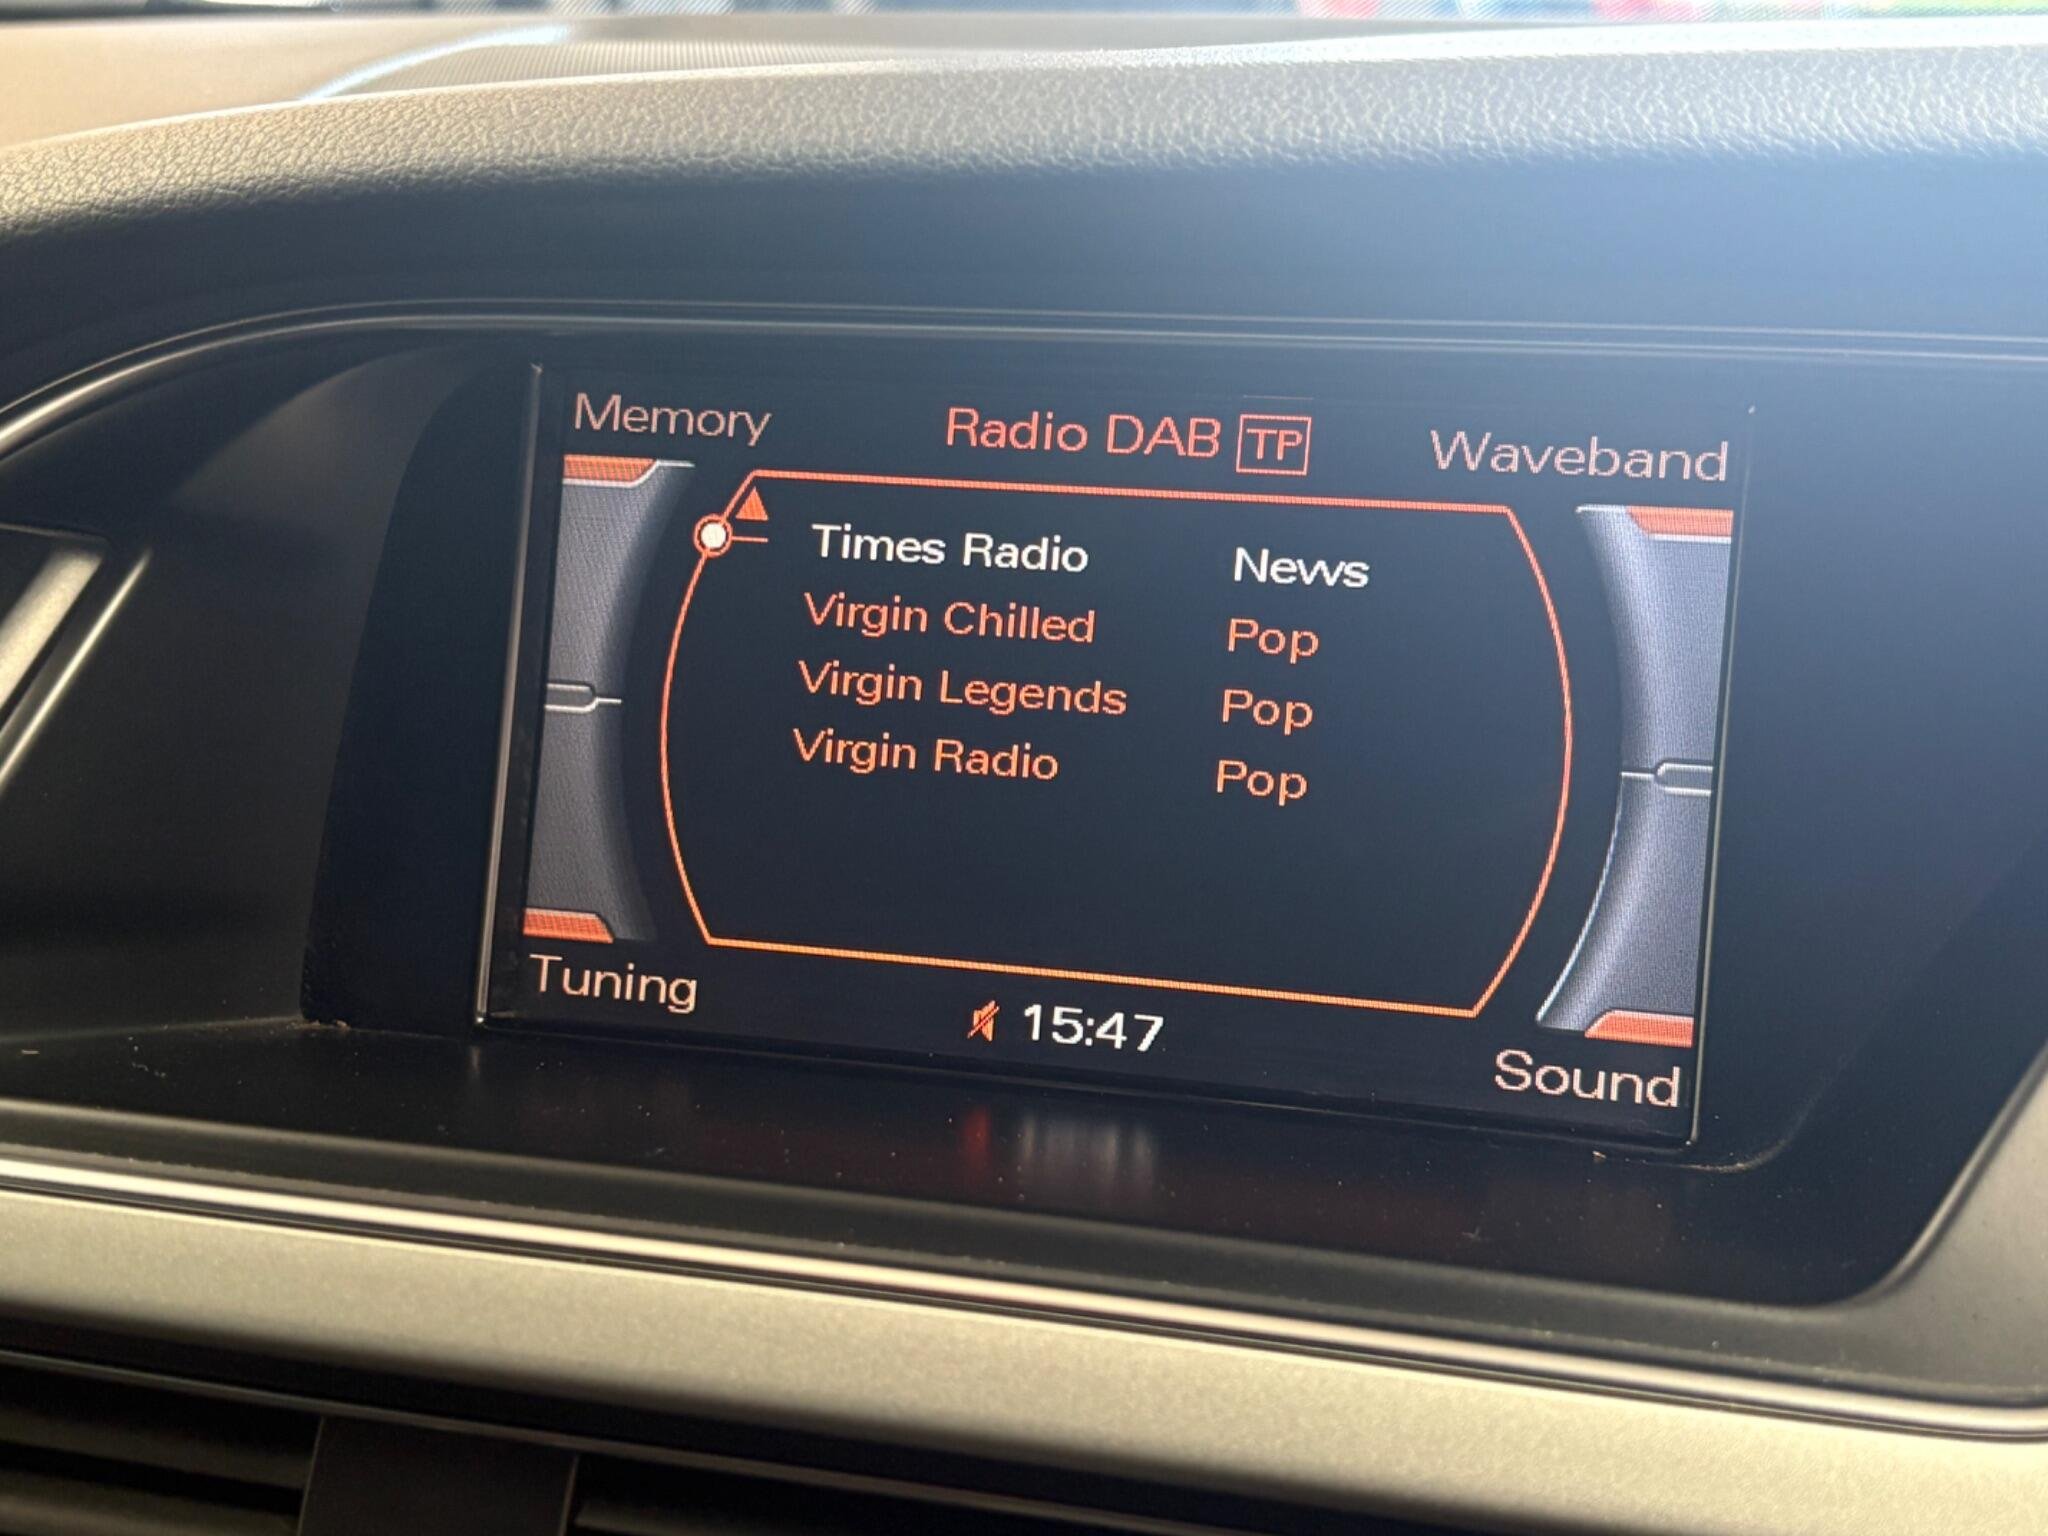 Memory Radio DAB TP Waveband
Times Radio News
Virgin Chilled Pop
Virgin Legends Pop
Virgin Radio Pop
Tuning 15:47 Sound